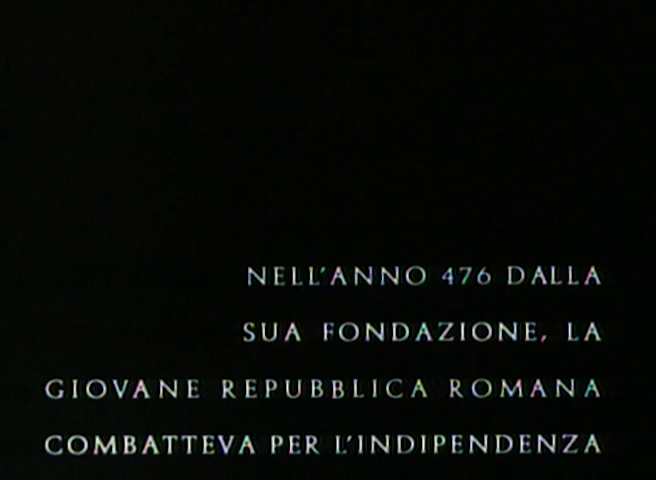 NELL'ANNO 476 DALLA
SUA FONDAZIONE, LA
GIOVANE REPUBBLICA ROMANA
COMBATTEVA PER L'INDIPENDENZA